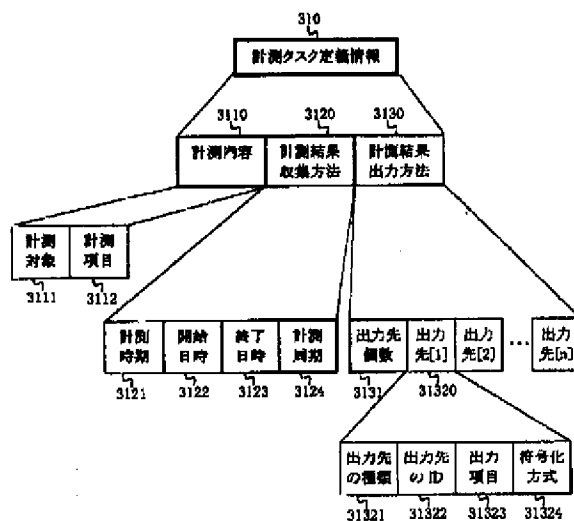 310
計測タスク定義情報
3110
3120
3130
計測内容
計測結果
収集方法
計測結果
出力方法
計測
対象
計測
項目
3111
3112
計測
時期
開始
日時
終了
日時
計測
周期
出力先
個数
出力
先[1]
出力
先[2]
...
出力
先[n]
3121
3122
3123
3124
3131
31320
出力先
の種類
出力先
のID
出力
項目
符号化
方式
31321
31322
31323
31324